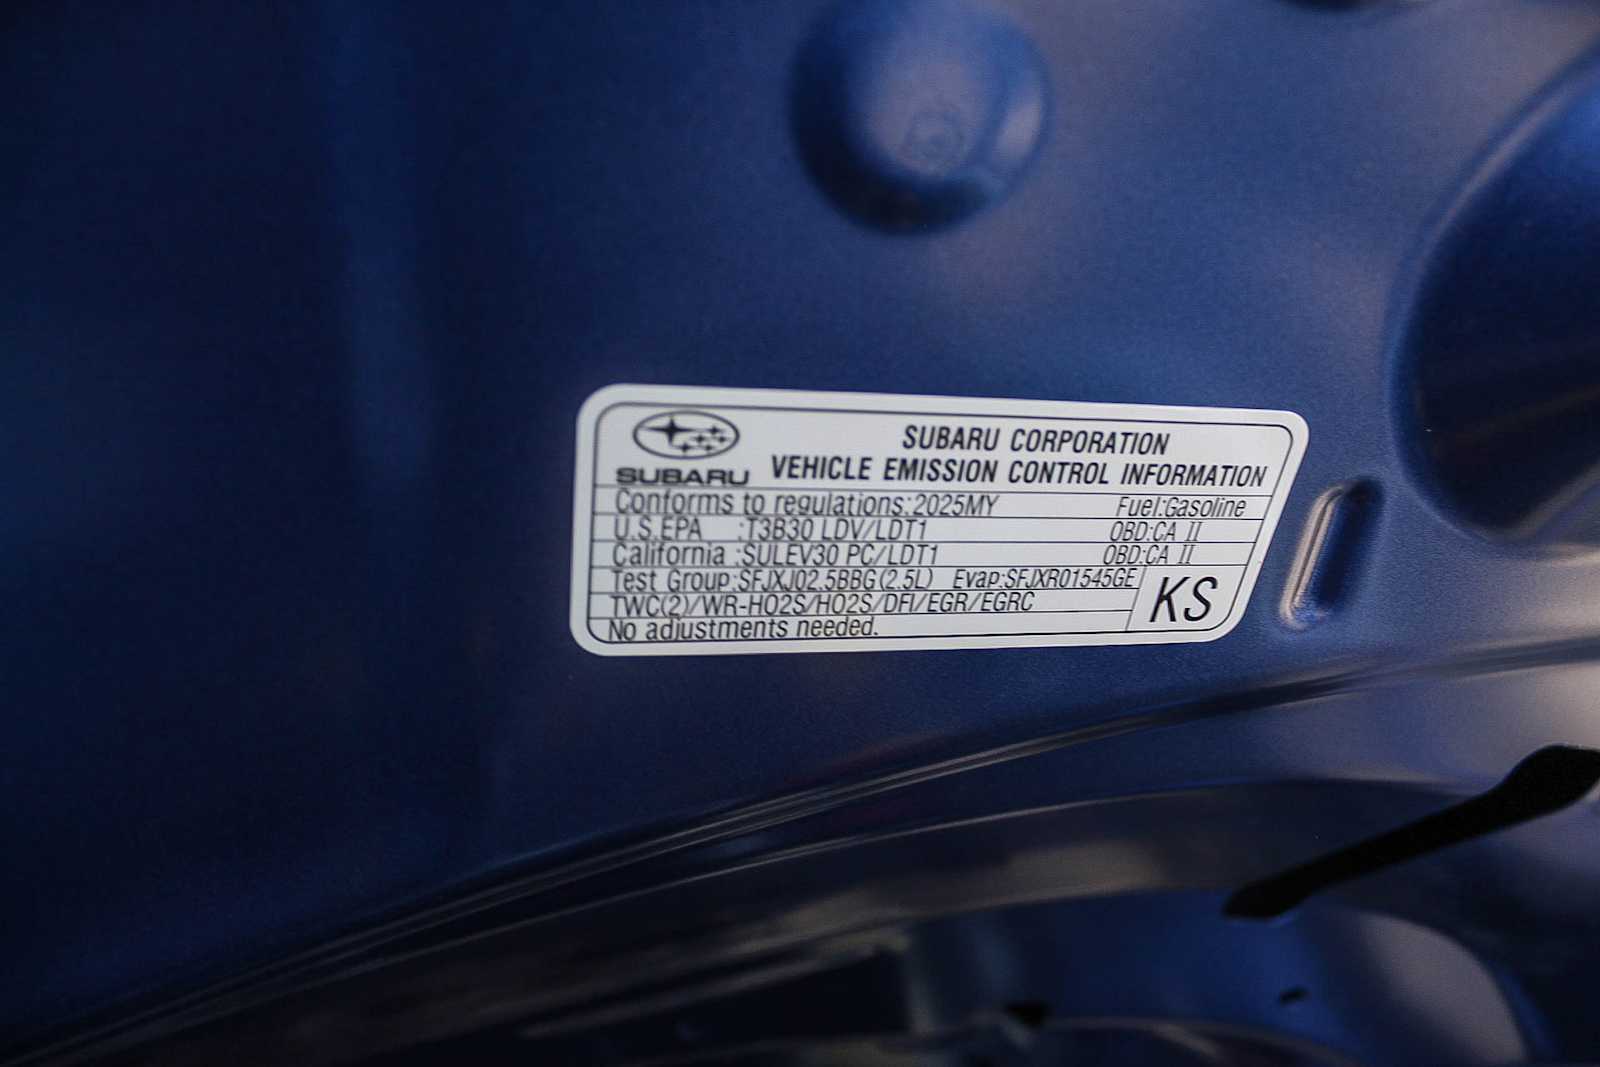 SUBARU
SUBARU CORPORATION
VEHICLE EMISSION CONTROL INFORMATION
Conforms to regulations:2025MY Fuel:Gasoline
U.S.EPA :T3B30 LDV/LDT1 OBD:CA II
California :SULEV30 PC/LDT1 OBD:CA II
Test Group:SFJXJ02.5BBG(2.5L) Evap:SFJXR01545GE
TWC(2)/WR-HO2S/HO2S/DFI/EGR/EGRC
No adjustments needed.
KS